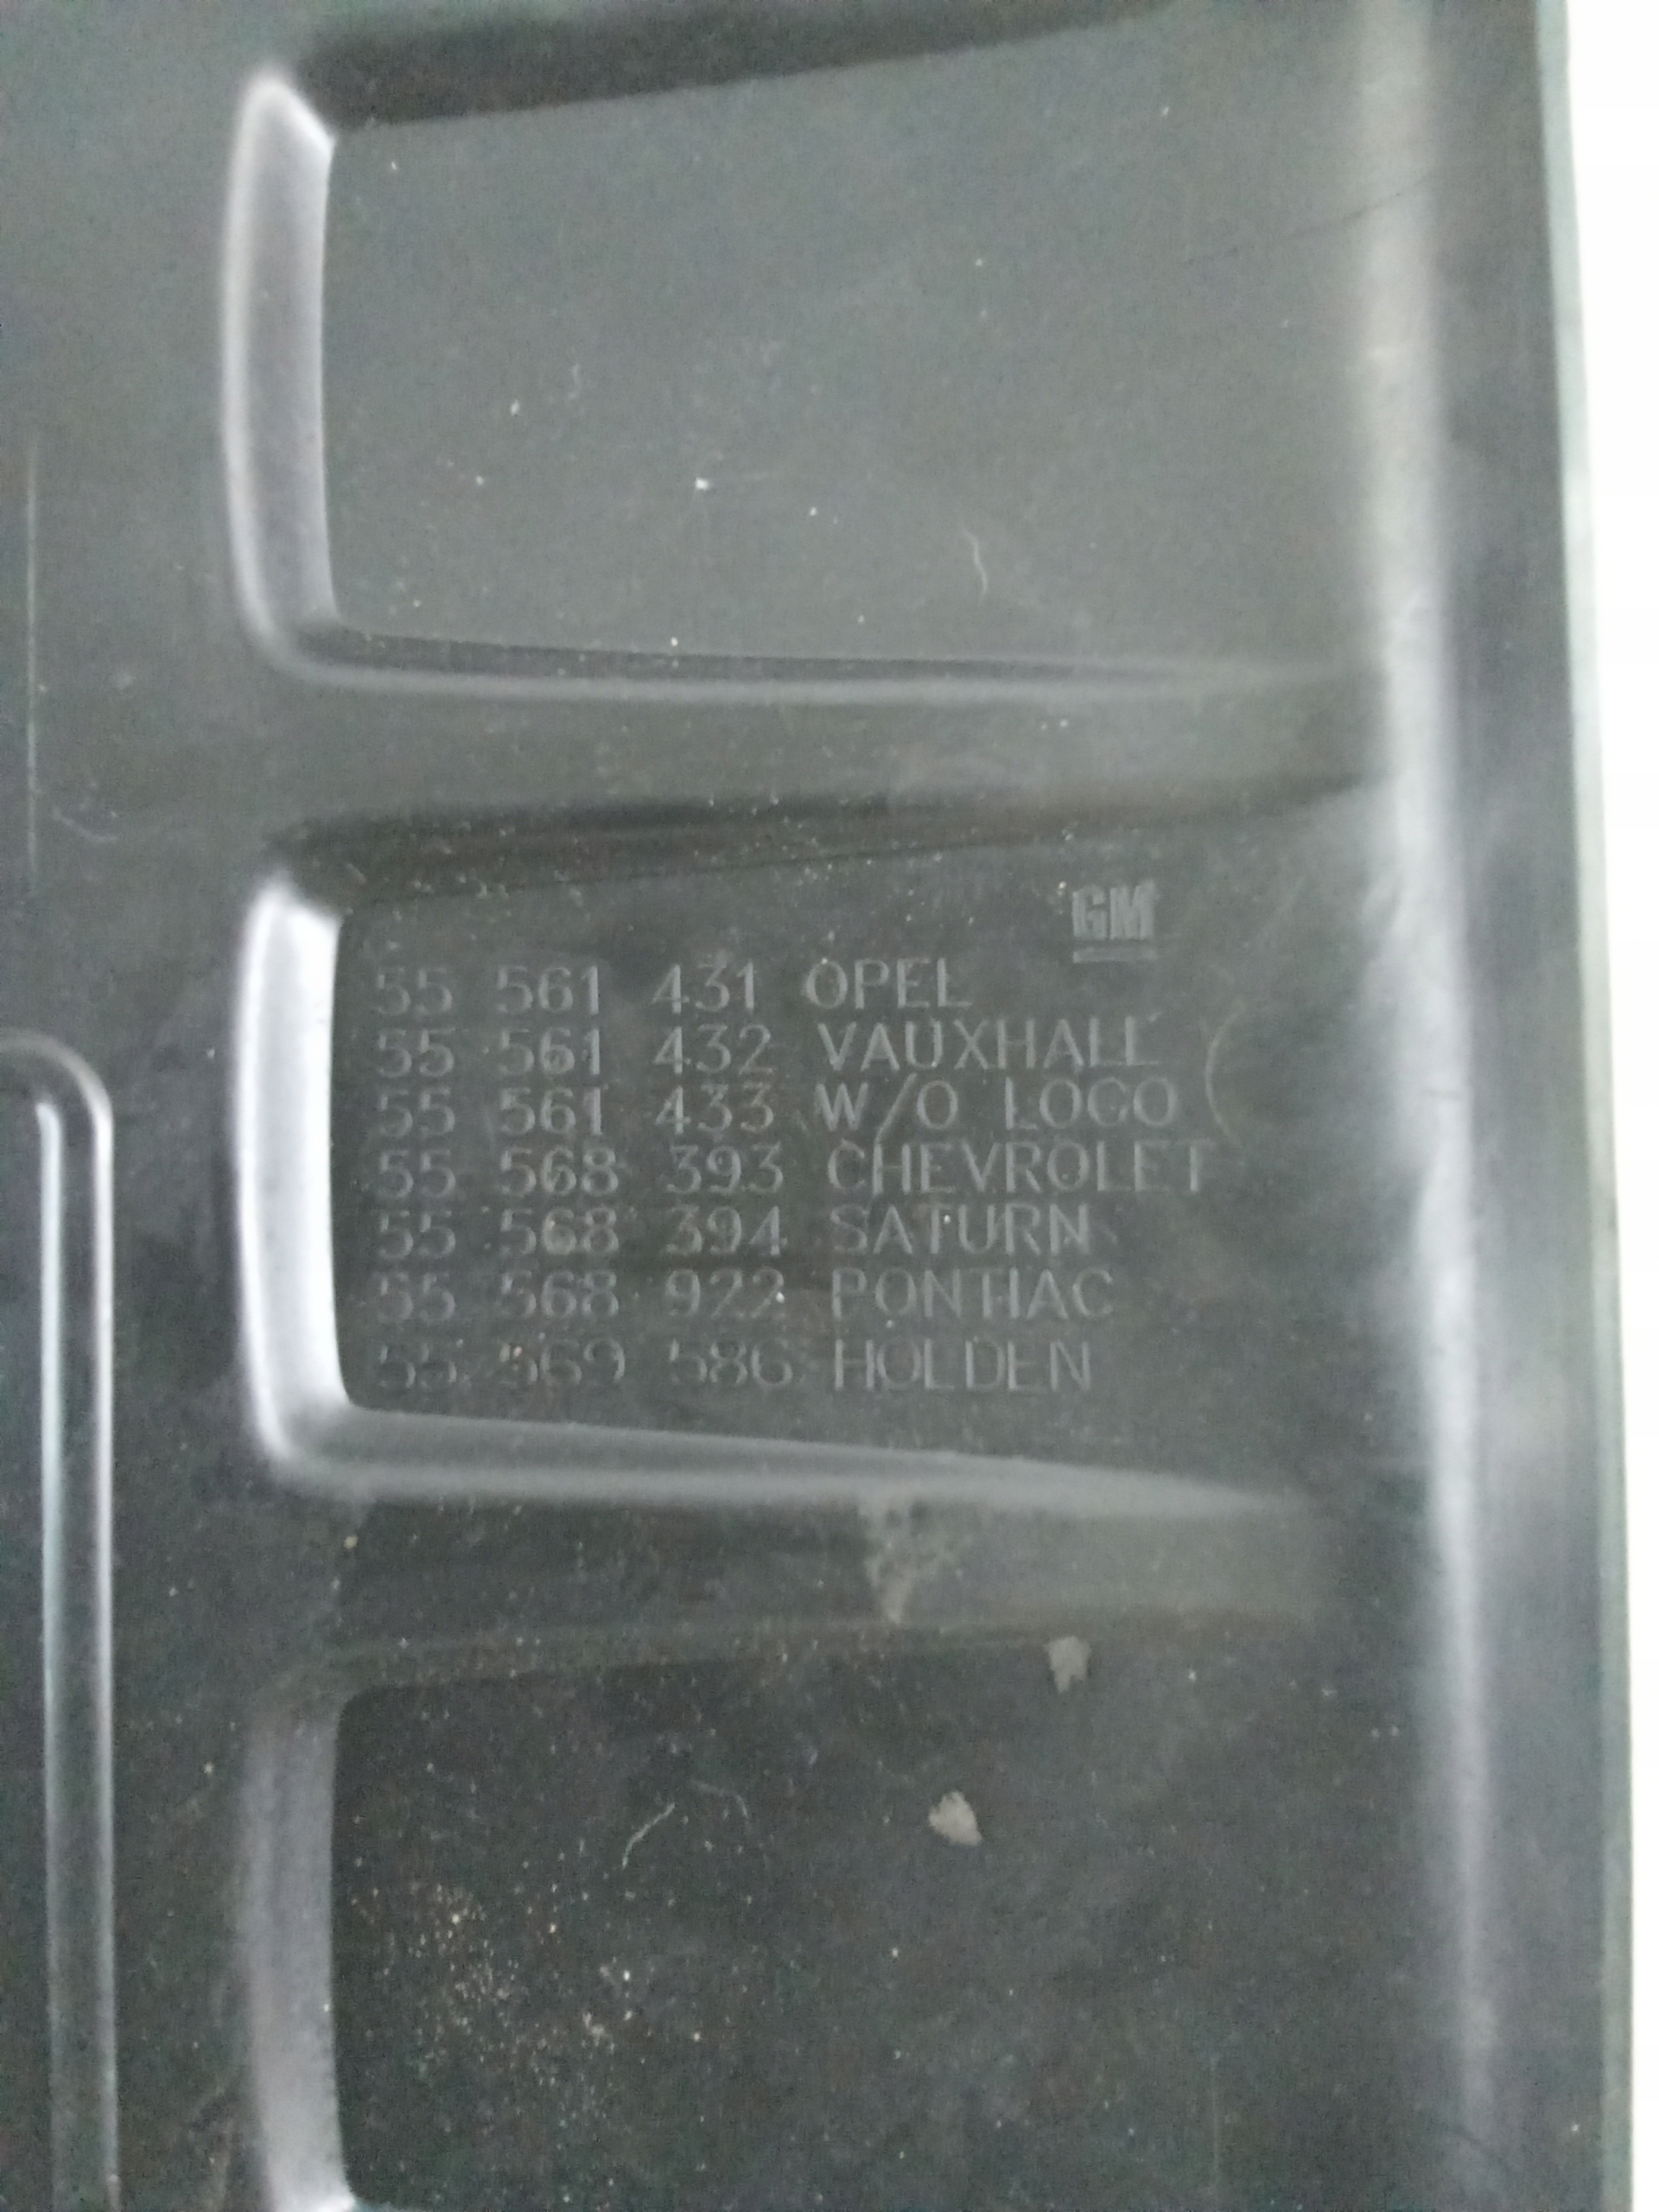 GM
55 561 431 OPEL
55 561 432 VAUXHALL
55 561 433 W/O LOGO
55 568 393 CHEVROLET
55 568 394 SATURN
55 568 922 PONTIAC
55 569 586 HOLDEN